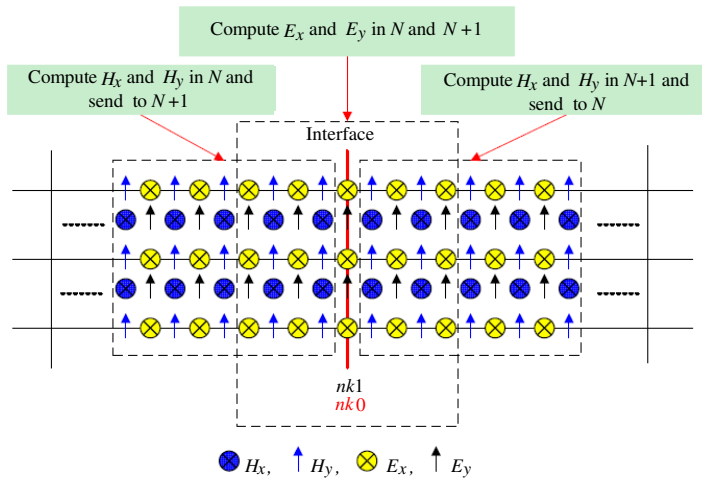 Compute Ex and Ey in N and N+1
Compute Hx and Hy in N and
send to N+1
Compute Hx and Hy in N+1 and
send to N
Interface
nk1
nk0
Hx, Hy, Ex, Ey